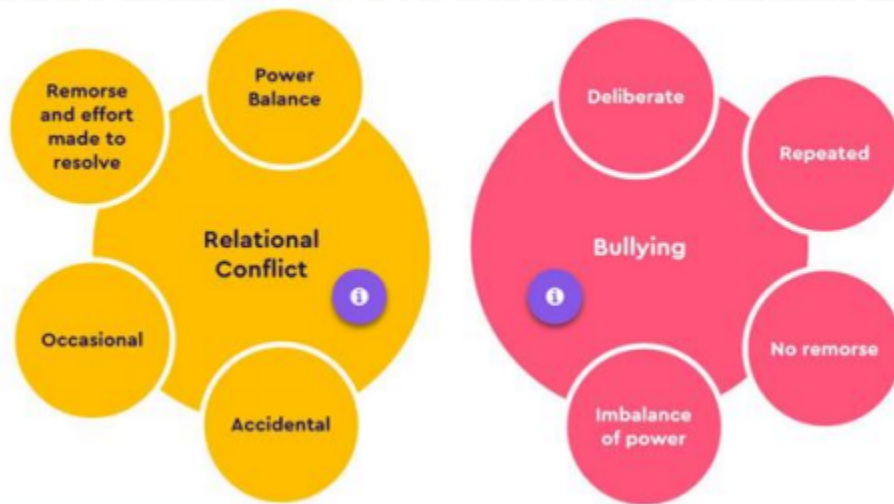 Relational
Conflict
Power
Balance
Remorse
and effort
made to
resolve
Occasional
Accidental
Bullying
Deliberate
Repeated
No remorse
Imbalance
of power
i
i